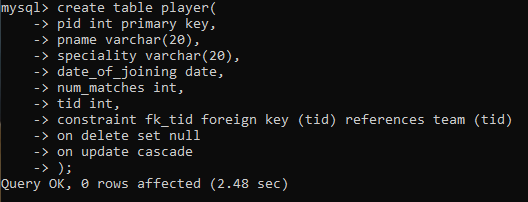 mysql> create table player(
    -> pid int primary key,
    -> pname varchar(20),
    -> speciality varchar(20),
    -> date_of_joining date,
    -> num_matches int,
    -> tid int,
    -> constraint fk_tid foreign key (tid) references team (tid)
    -> on delete set null
    -> on update cascade
    -> );
Query OK, 0 rows affected (2.48 sec)